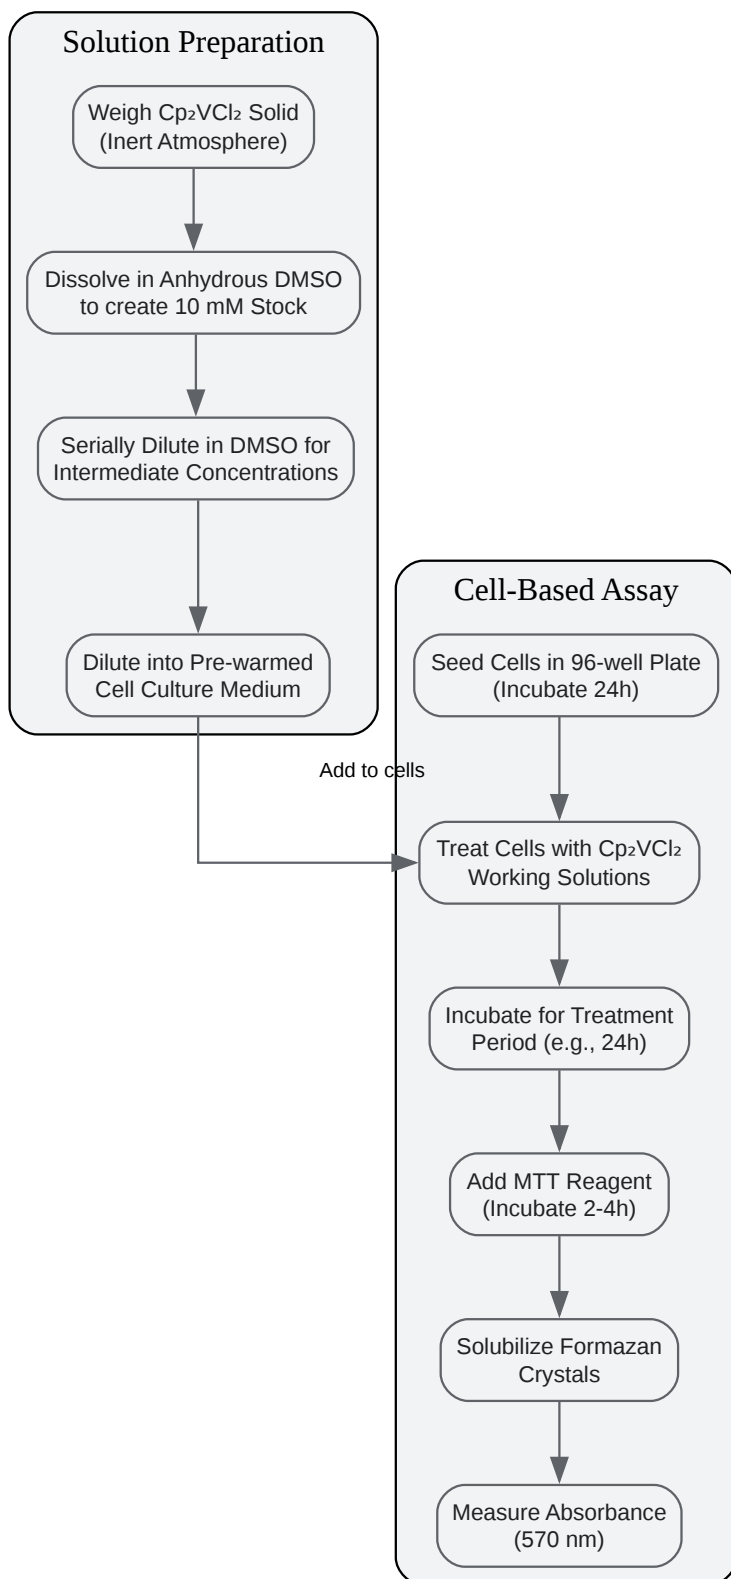 Solution Preparation
Weigh Cp₂VCl₂ Solid
(Inert Atmosphere)
Dissolve in Anhydrous DMSO
to create 10 mM Stock
Serially Dilute in DMSO for
Intermediate Concentrations
Dilute into Pre-warmed
Cell Culture Medium
Add to cells
Cell-Based Assay
Seed Cells in 96-well Plate
(Incubate 24h)
Treat Cells with Cp₂VCl₂
Working Solutions
Incubate for Treatment
Period (e.g., 24h)
Add MTT Reagent
(Incubate 2-4h)
Solubilize Formazan
Crystals
Measure Absorbance
(570 nm)